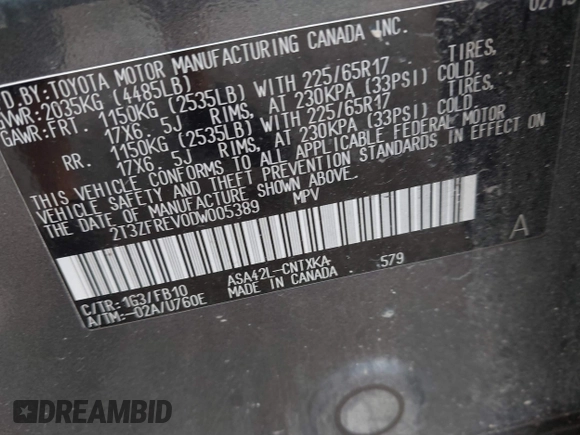 02/13
D BY:TOYOTA MOTOR MANUFACTURING CANADA INC.
GVWR:2035KG (4485LB)
GAWR:FRT. 1150KG (2535LB) WITH 225/65R17 TIRES,
17X6. 5J RIMS, AT 230KPA (33PSI) COLD.
RR. 1150KG (2535LB) WITH 225/65R17 TIRES,
17X6. 5J RIMS, AT 230KPA (33PSI) COLD.
THIS VEHICLE CONFORMS TO ALL APPLICABLE FEDERAL MOTOR
VEHICLE SAFETY AND THEFT PREVENTION STANDARDS IN EFFECT ON
THE DATE OF MANUFACTURE SHOWN ABOVE.
2T3ZFREV0DW005389 MPV
A
C/TR: 1G3/FB10 ASA42L-CNTXKA 579
A/TM:-02A/U760E MADE IN CANADA
DREAMBID